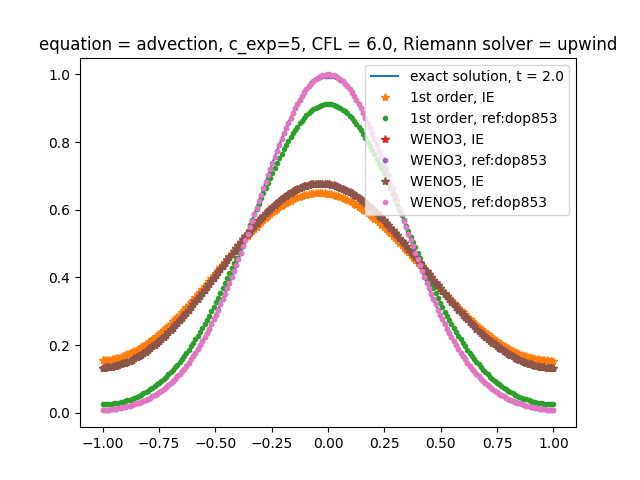 equation = advection, c_exp=5, CFL = 6.0, Riemann solver = upwind
exact solution, t = 2.0
1st order, IE
1st order, ref:dop853
WENO3, IE
WENO3, ref:dop853
WENO5, IE
WENO5, ref:dop853
1.0
0.8
0.6
0.4
0.2
0.0
−1.00 −0.75 −0.50 −0.25 0.00 0.25 0.50 0.75 1.00